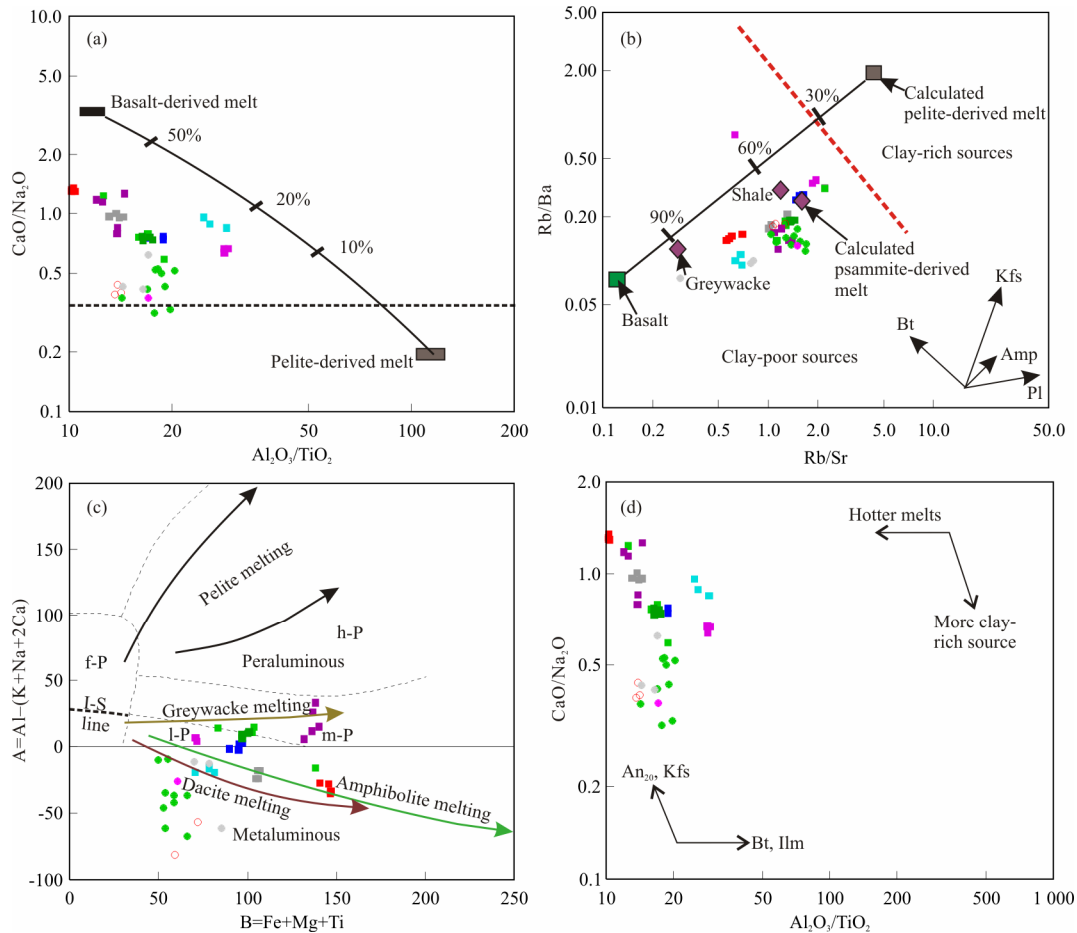 (a)
CaO/Na₂O
10.0
5.0
2.0
1.0
0.5
0.2
0.1
Basalt-derived melt
50%
20%
10%
Pelite-derived melt
10
20
50
100
200
Al₂O₃/TiO₂
(b)
Rb/Ba
5.00
2.00
0.50
0.20
0.05
0.01
30%
Calculated
pelite-derived melt
60%
Clay-rich sources
Shale
90%
Calculated
psammite-derived
melt
Greywacke
Basalt
Kfs
Bt
Amp
Pl
Clay-poor sources
0.1
0.2
0.5
1.0
2.0
5.0
10.0
50.0
Rb/Sr
(c)
A=Al−(K+Na+2Ca)
200
150
100
50
0
-50
-100
Pelite melting
h-P
f-P
Peraluminous
I-S
line
Greywacke melting
l-P
m-P
Amphibolite melting
Dacite melting
Metaluminous
0
50
100
150
200
250
B=Fe+Mg+Ti
(d)
CaO/Na₂O
2.0
1.0
0.5
0.2
0.1
Hotter melts
Morc clay-
rich source
An₂₀, Kfs
Bt, Ilm
10
20
50
100
200
500
1 000
Al₂O₃/TiO₂